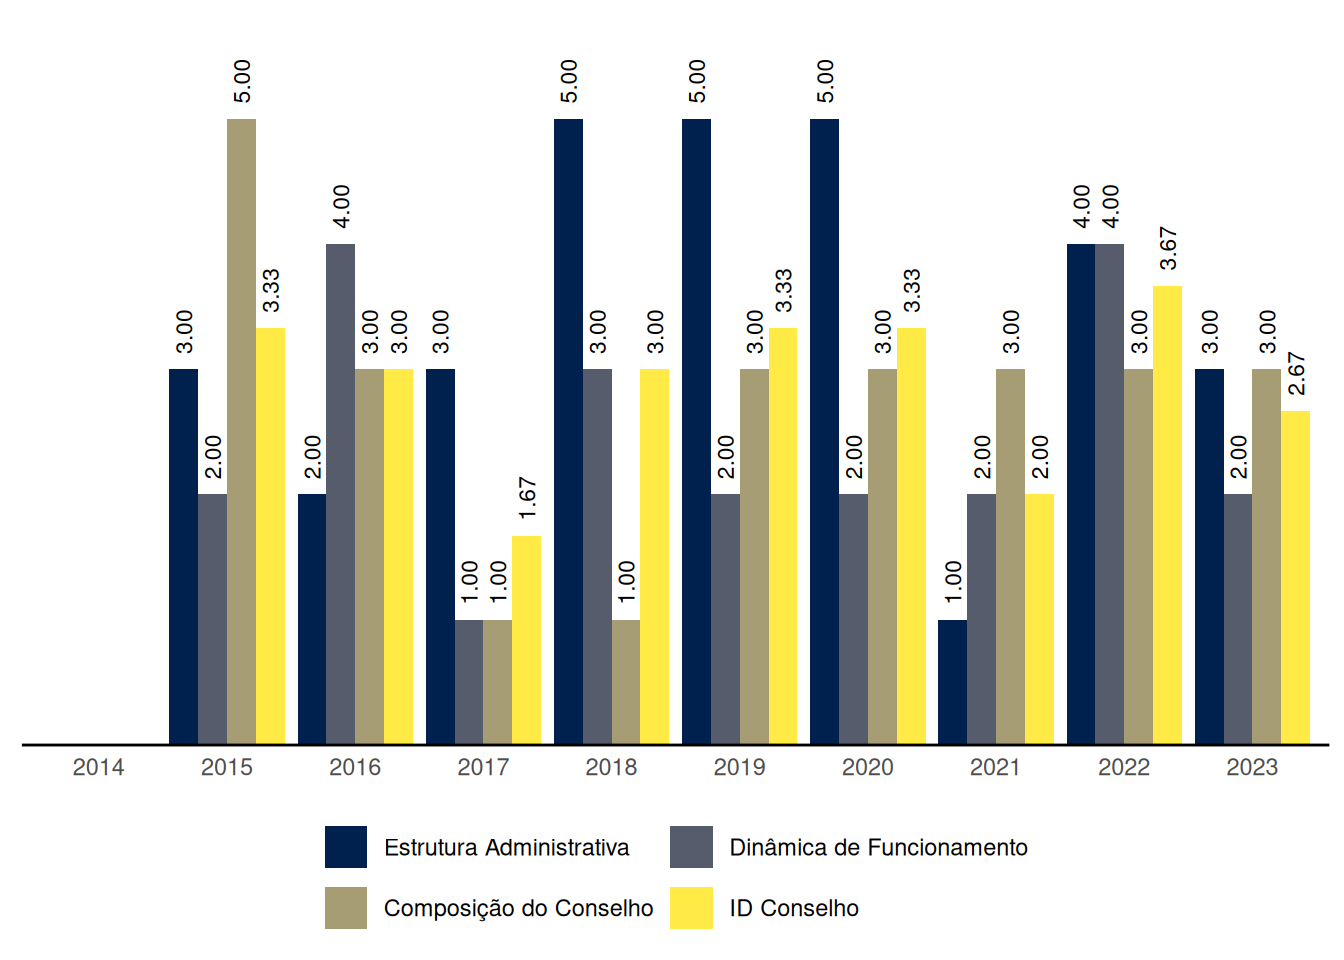 3.00 2.00 5.00 3.33
2.00 4.00 3.00 3.00
3.00 1.00 1.00 1.67
5.00 3.00 1.00 3.00
5.00 2.00 3.00 3.33
5.00 2.00 3.00 3.33
1.00 2.00 3.00 2.00
4.00 4.00 3.00 3.67
3.00 2.00 3.00 2.67
2014 2015 2016 2017 2018 2019 2020 2021 2022 2023
Estrutura Administrativa Dinâmica de Funcionamento
Composição do Conselho ID Conselho